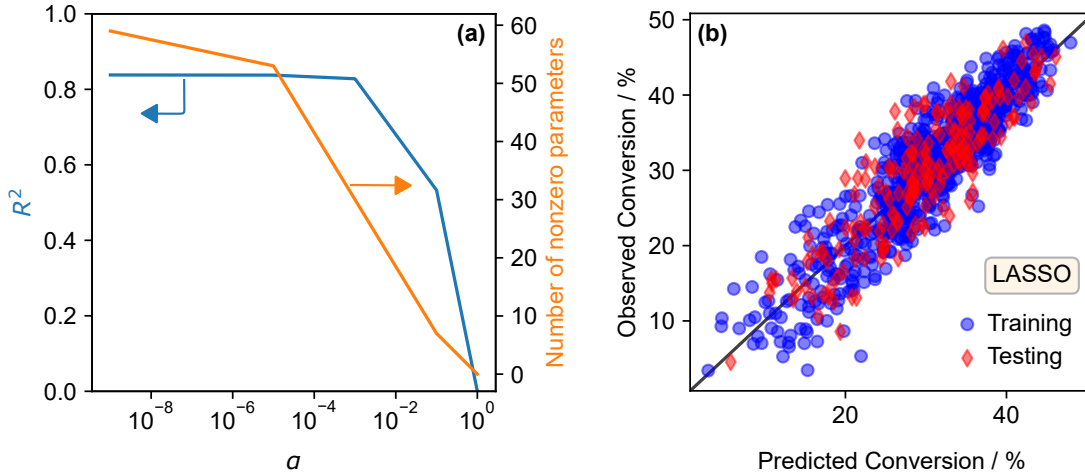 (a)
1.0
0.8
0.6
0.4
0.2
0.0
R²
60
50
40
30
20
10
0
Number of nonzero parameters
10⁻⁸
10⁻⁶
10⁻⁴
10⁻²
10⁰
α
(b)
50
40
30
20
10
Observed Conversion / %
LASSO
Training
Testing
20
40
Predicted Conversion / %